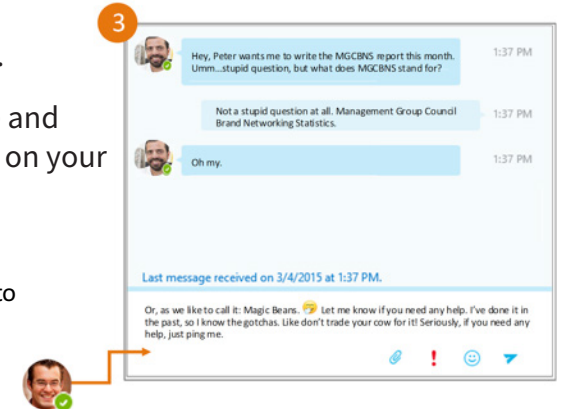 3
.
and
on your
to
Hey, Peter wants me to write the MGCBNS report this month.
Umm...stupid question, but what does MGCBNS stand for?
1:37 PM
Not a stupid question at all. Management Group Council
Brand Networking Statistics.
1:37 PM
Oh my.
1:37 PM
Last message received on 3/4/2015 at 1:37 PM.
Or, as we like to call it: Magic Beans. 🤔 Let me know if you need any help. I've done it in
the past, so I know the gotchas. Like don't trade your cow for it! Seriously, if you need any
help, just ping me.
!